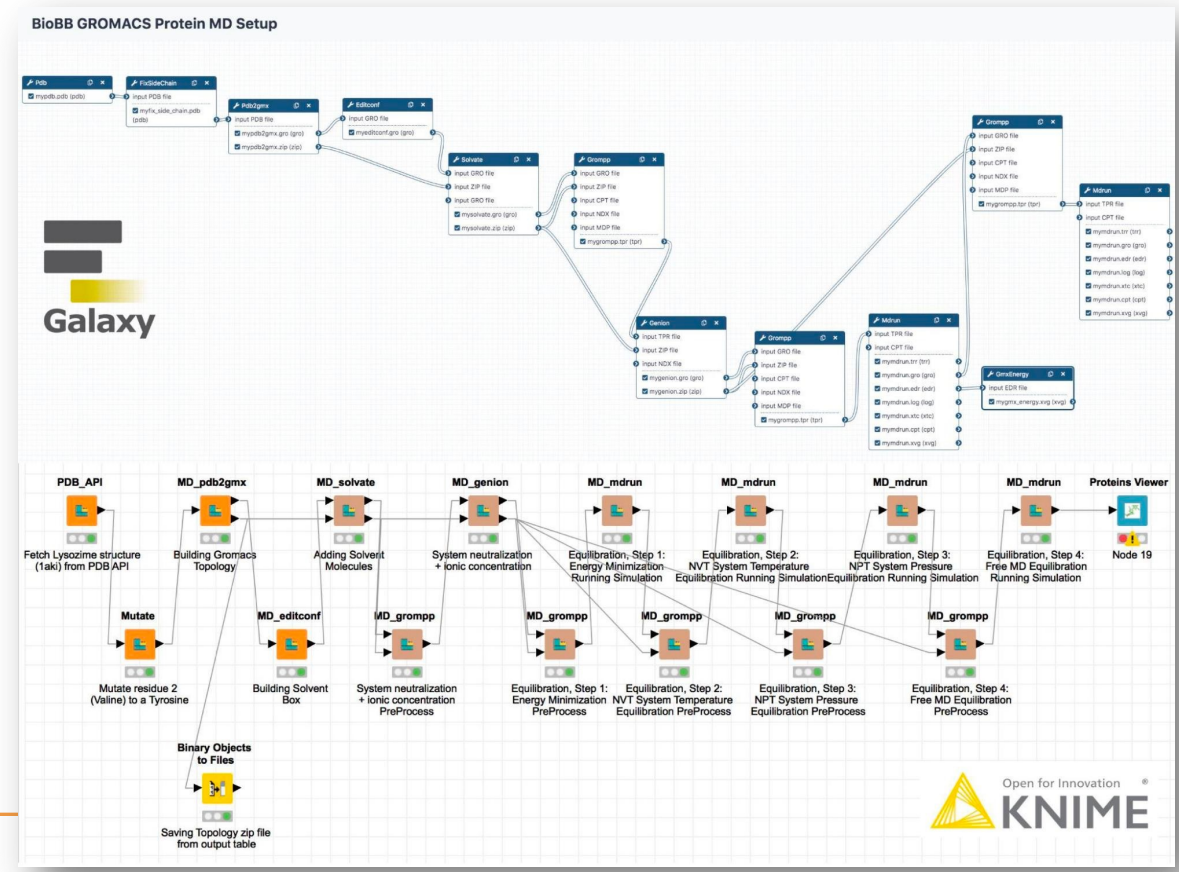 BioBB GROMACS Protein MD Setup
Pdb
mypdb.pdb (pdb)
FixSideChain
input PDB file
myfix_side_chain.pdb
(pdb)
Pdb2gmx
input PDB file
mypdb2gmx.gro (gro)
mypdb2gmx.zip (zip)
Editconf
input GRO file
myeditconf.gro (gro)
Solvate
input GRO file
input ZIP file
input GRO file
mysolvate.gro (gro)
mysolvate.zip (zip)
Grompp
input GRO file
input ZIP file
input CPT file
input NDX file
input MDP file
mygrompp.tpr (tpr)
Genion
input TPR file
input ZIP file
input NDX file
mygenion.gro (gro)
mygenion.zip (zip)
Grompp
input GRO file
input ZIP file
input CPT file
input NDX file
input MDP file
mygrompp.tpr (tpr)
Mdrun
input TPR file
input CPT file
mymdrun.trr (trr)
mymdrun.gro (gro)
mymdrun.edr (edr)
mymdrun.log (log)
mymdrun.xtc (xtc)
mymdrun.cpt (cpt)
mymdrun.xvg (xvg)
GmxEnergy
input EDR file
mygmx_energy.xvg (xvg)
Grompp
input GRO file
input ZIP file
input CPT file
input NDX file
input MDP file
mygrompp.tpr (tpr)
Mdrun
input TPR file
input CPT file
mymdrun.trr (trr)
mymdrun.gro (gro)
mymdrun.edr (edr)
mymdrun.log (log)
mymdrun.xtc (xtc)
mymdrun.cpt (cpt)
mymdrun.xvg (xvg)
Galaxy
PDB_API
Fetch Lysozime structure
(1aki) from PDB API
MD_pdb2gmx
Building Gromacs
Topology
MD_solvate
Adding Solvent
Molecules
MD_genion
System neutralization
+ ionic concentration
MD_mdrun
Equilibration, Step 1:
Energy Minimization
Running Simulation
MD_mdrun
Equilibration, Step 2:
NVT System Temperature
Equilibration Running Simulation
MD_mdrun
Equilibration, Step 3:
NPT System Pressure
Equilibration Running Simulation
MD_mdrun
Equilibration, Step 4:
Free MD Equilibration
Running Simulation
Proteins Viewer
Node 19
Mutate
Mutate residue 2
(Valine) to a Tyrosine
MD_editconf
Building Solvent
Box
MD_grompp
System neutralization
+ ionic concentration
PreProcess
MD_grompp
Equilibration, Step 1:
Energy Minimization
PreProcess
MD_grompp
Equilibration, Step 2:
NVT System Temperature
Equilibration PreProcess
MD_grompp
Equilibration, Step 3:
NPT System Pressure
Equilibration PreProcess
MD_grompp
Equilibration, Step 4:
Free MD Equilibration
PreProcess
Binary Objects
to Files
Saving Topology zip file
from output table
Open for Innovation ®
KNIME